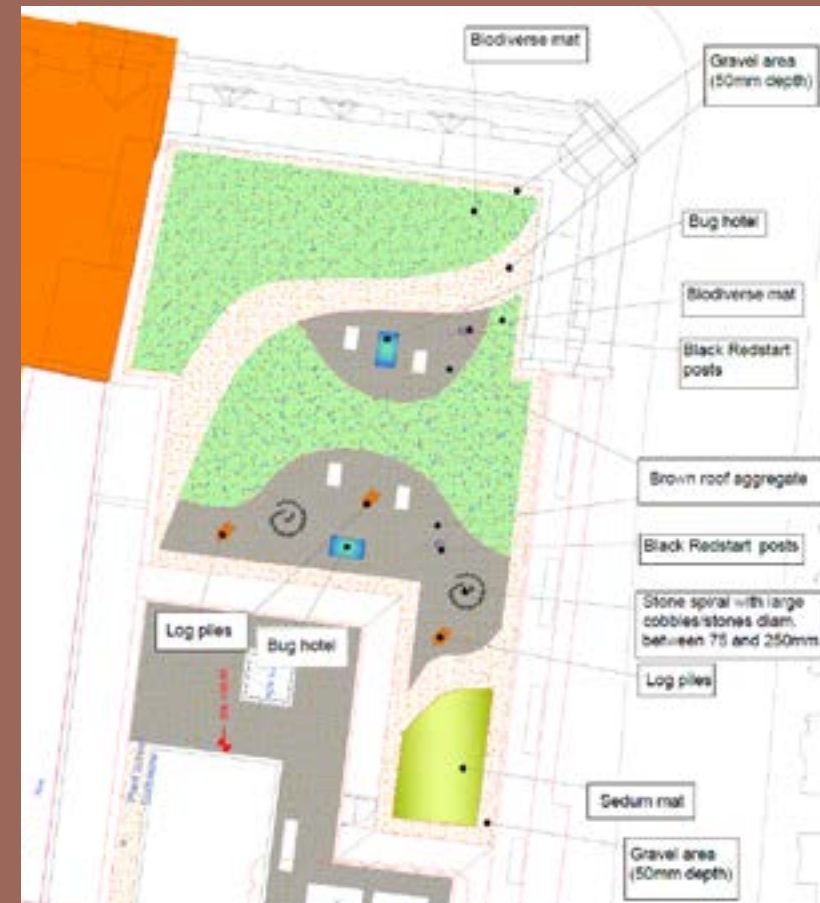 Biodiverse mat
Gravel area
(50mm depth)
Bug hotel
Biodiverse mat
Black Redstart
posts
Brown roof aggregate
Black Redstart posts
Stone spiral with large
cobbles/stones diam.
between 75 and 250mm
Log piles
Bug hotel
Log piles
Sedum mat
Gravel area
(50mm depth)